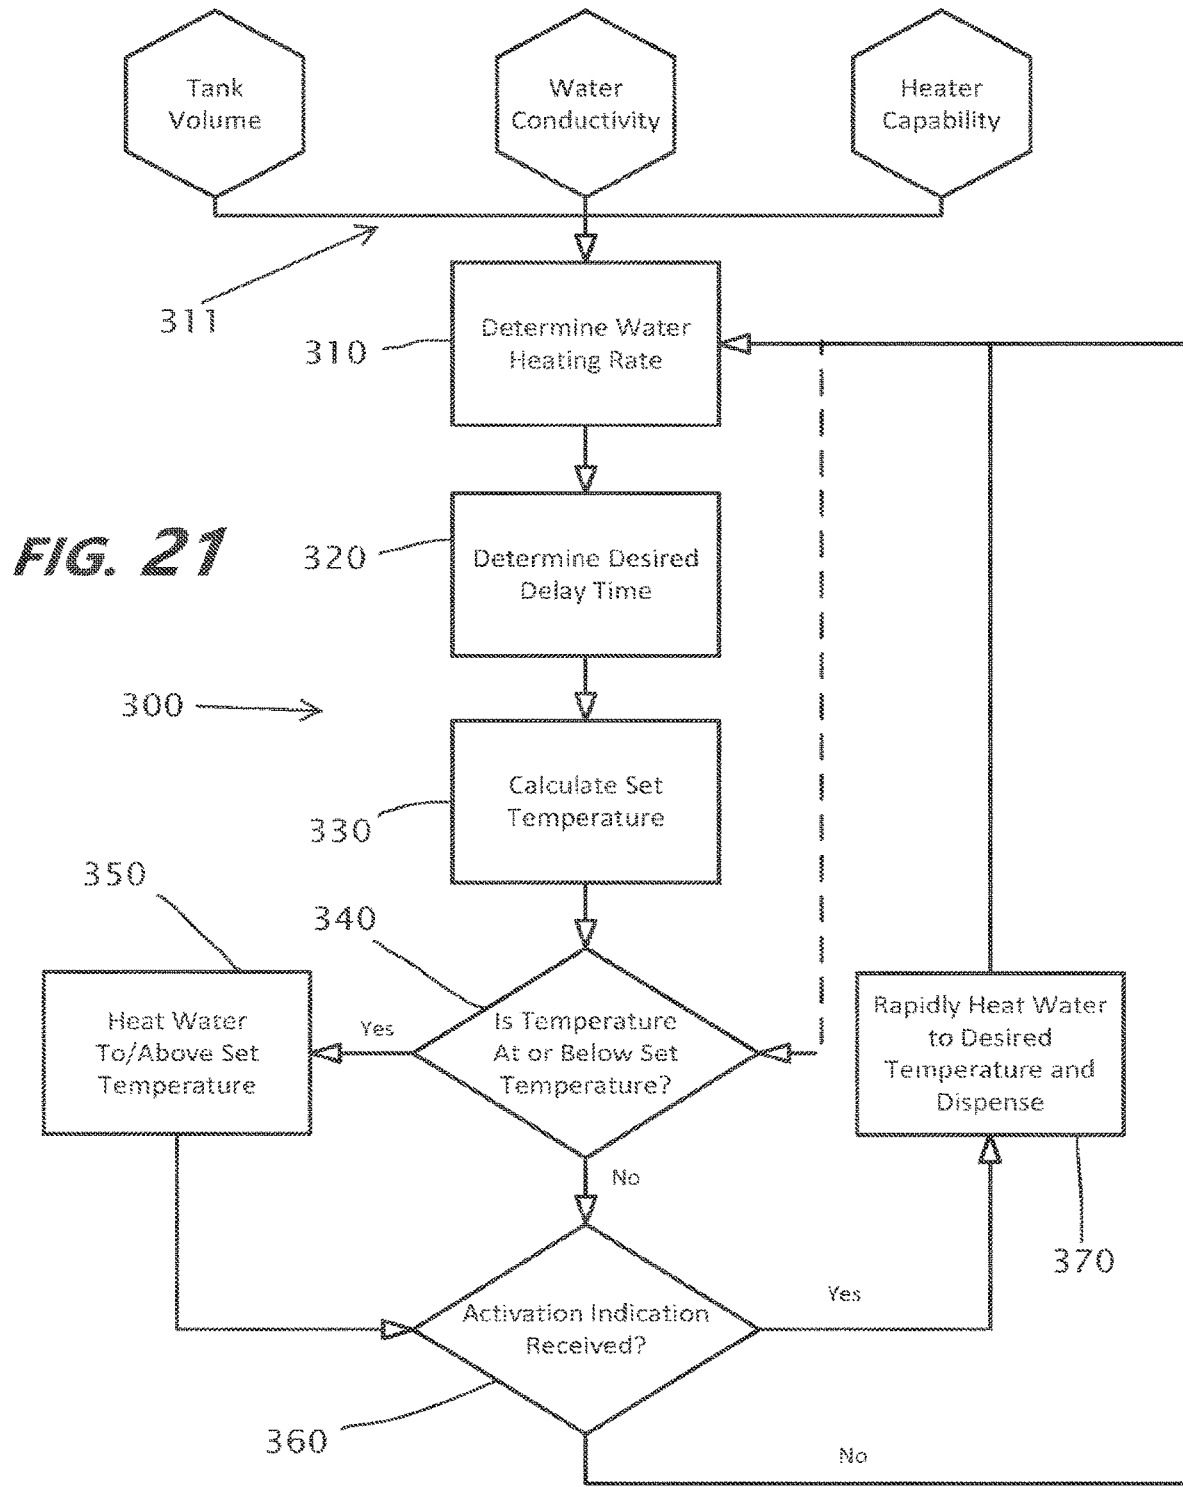 Tank
Volume
Water
Conductivity
Heater
Capability
311
310
Determine Water
Heating Rate
FIG. 21
320
Determine Desired
Delay Time
300
330
Calculate Set
Temperature
350
340
Heat Water
To/Above Set
Temperature
Yes
Is Temperature
At or Below Set
Temperature?
Rapidly Heat Water
to Desired
Temperature and
Dispense
No
370
Activation Indication
Received?
Yes
360
No